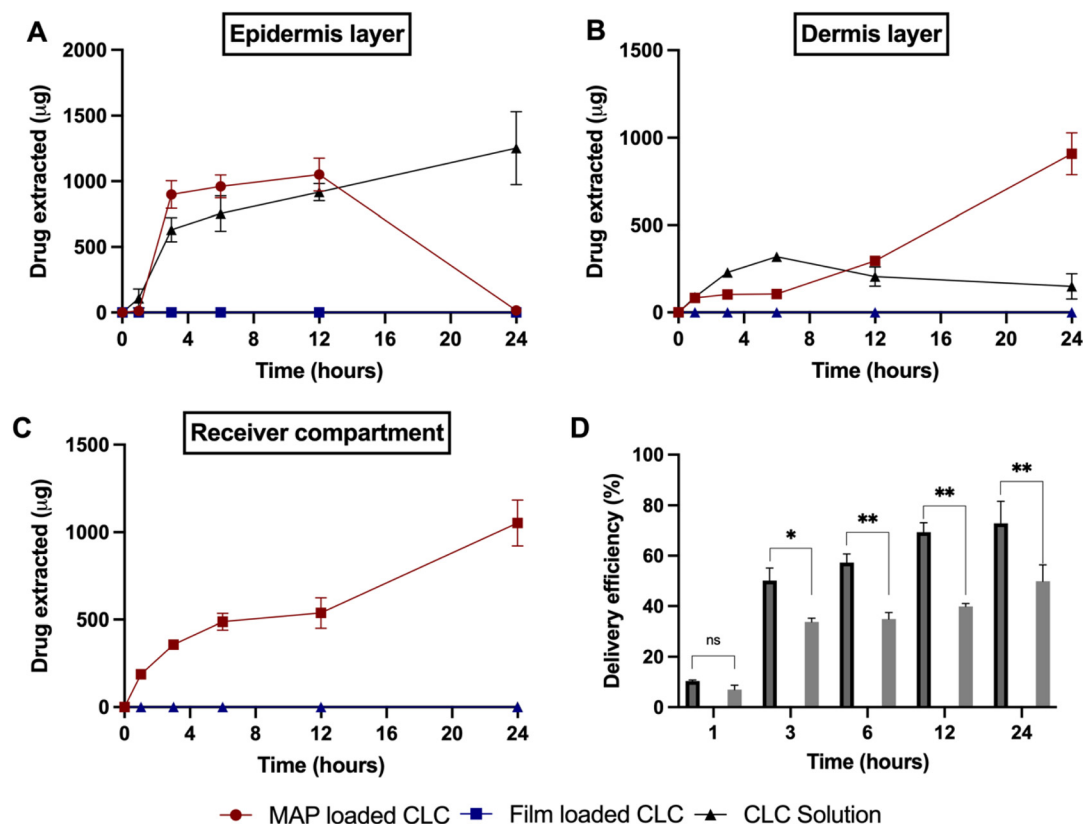 A
Epidermis layer
Drug extracted (µg)
2000
1500
1000
500
0
0 4 8 12 16 20 24
Time (hours)
B
Dermis layer
Drug extracted (µg)
1500
1000
500
0
0 4 8 12 16 20 24
Time (hours)
C
Receiver compartment
Drug extracted (µg)
1500
1000
500
0
0 4 8 12 16 20 24
Time (hours)
D
Delivery efficiency (%)
100
80
60
40
20
0
ns
*
**
**
**
1 3 6 12 24
Time (hours)
MAP loaded CLC Film loaded CLC CLC Solution